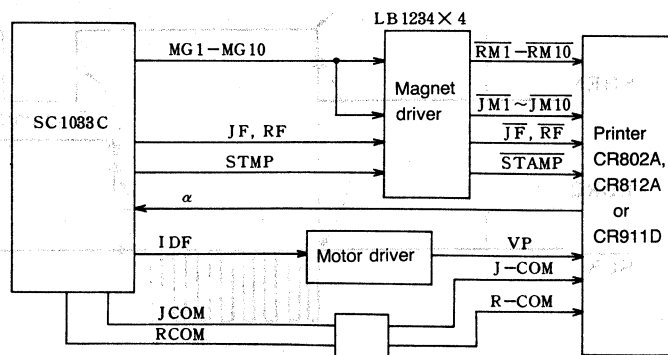 LB1234×4
MG1-MG10
RM1-RM10
Magnet
driver
JM1~JM10
SC1033C
JF, RF
JF, RF
Printer
CR802A,
CR812A
or
CR911D
STMP
STAMP
α
IDF
Motor driver
VP
J-COM
JCOM
R-COM
RCOM